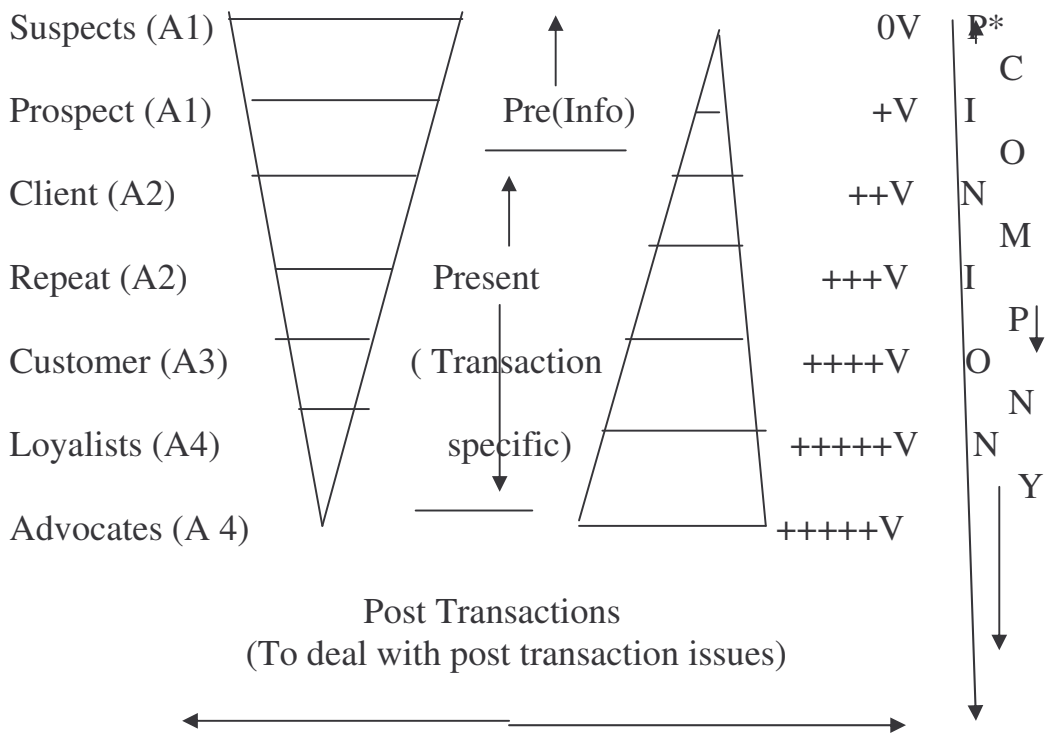 Suspects (A1) 0V P*
C
Prospect (A1) Pre(Info) +V I
O
Client (A2) ++V N
M
Repeat (A2) Present +++V I
P
Customer (A3) ( Transaction ++++V O
N
Loyalists (A4) specific) +++++V N
Y
Advocates (A 4) +++++V
Post Transactions
(To deal with post transaction issues)